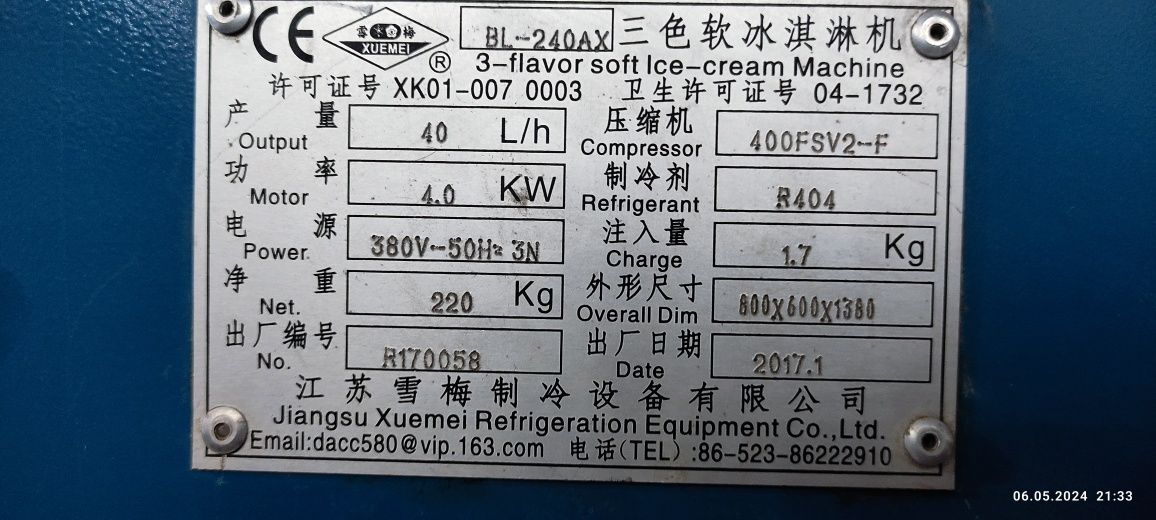 CE 雪冰梅 XUEMEI ® BL-240AX 三色软冰淇淋机
3-flavor soft Ice-cream Machine
许可证号 XK01-007 0003 卫生许可证号 04-1732
产量 Output 40 L/h 压缩机 Compressor 400FSV2-F
功率 Motor 4.0 KW 制冷剂 Refrigerant R404
电源 Power. 380V~50Hz 3N 注入量 Charge 1.7 Kg
净重 Net. 220 Kg 外形尺寸 Overall Dim 800X600X1380
出厂编号 No. R170058 出厂日期 Date 2017.1
江苏雪梅制冷设备有限公司
Jiangsu Xuemei Refrigeration Equipment Co.,Ltd.
Email:dacc580@vip.163.com 电话(TEL):86-523-86222910
06.05.2024 21:33